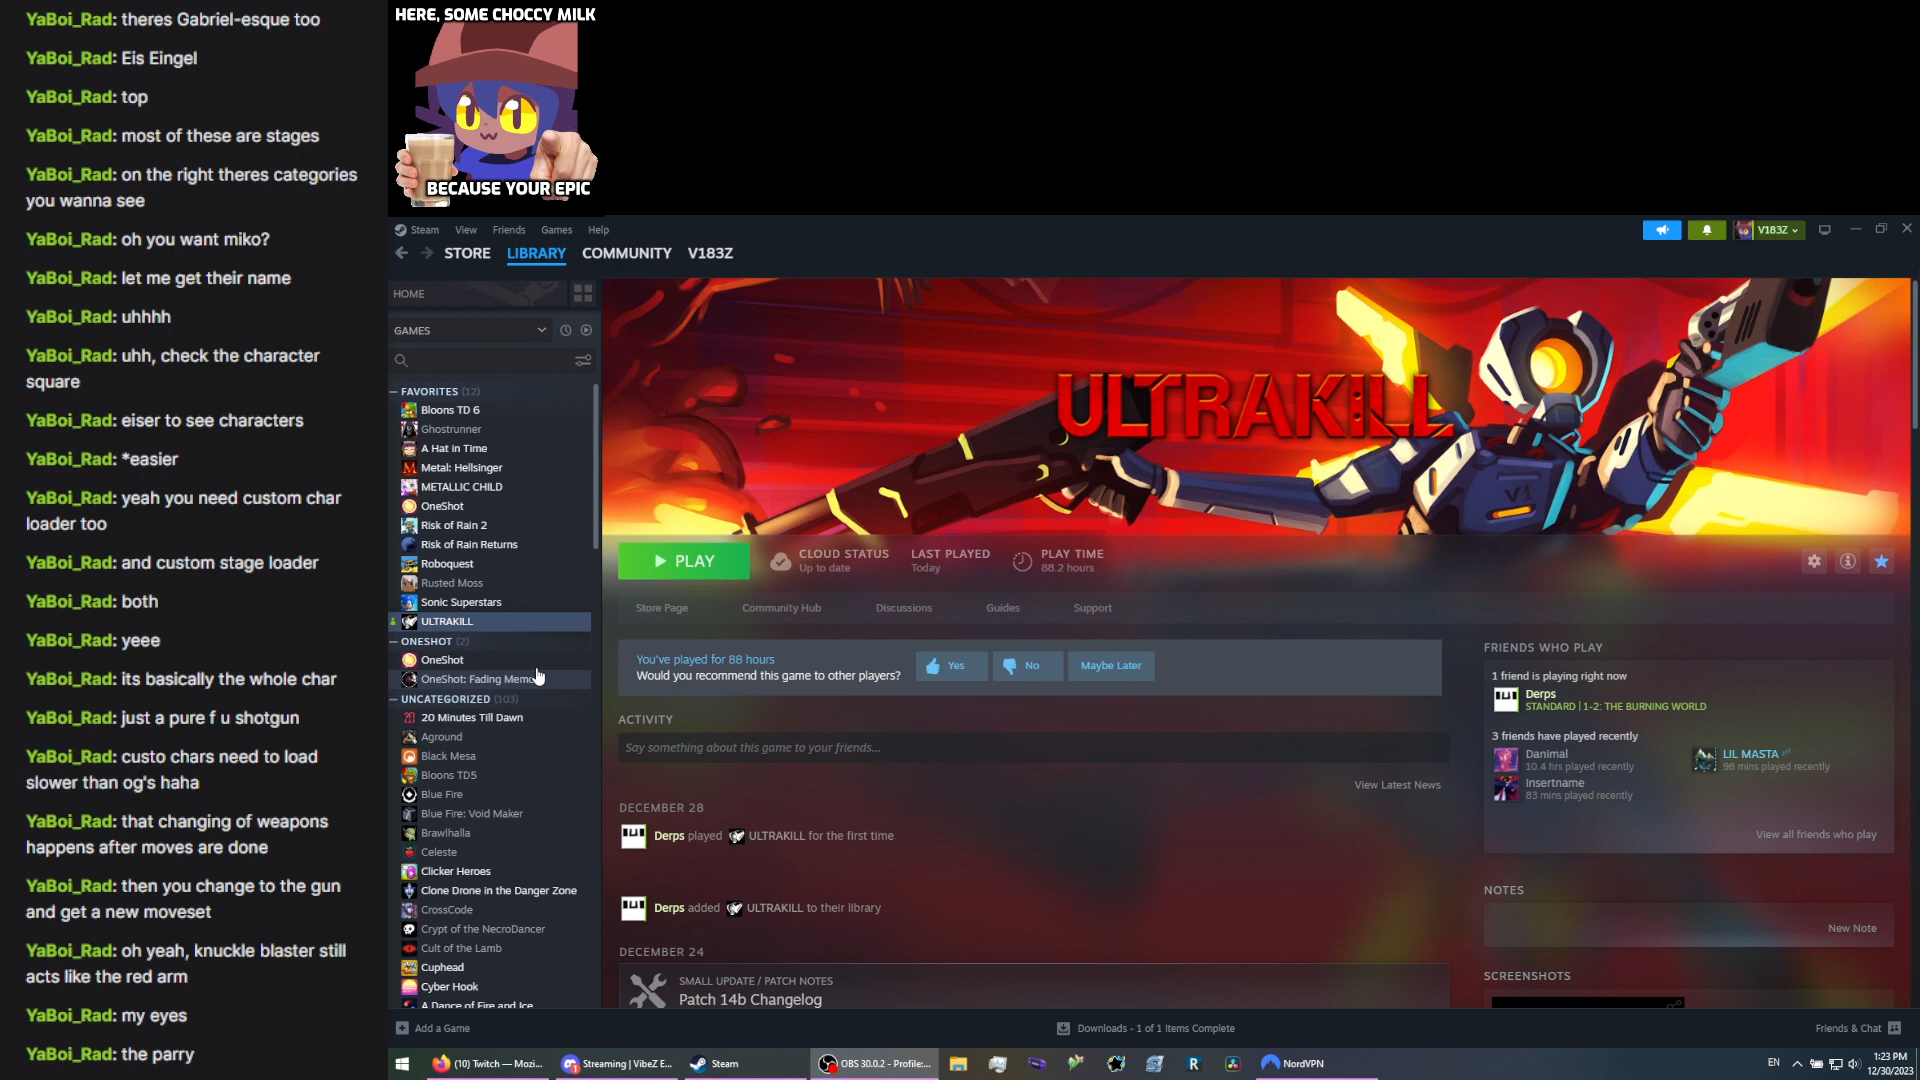 YaBoi_Rad: theres Gabriel-esque too
YaBoi_Rad: Eis Eingel
YaBoi_Rad: top
YaBoi_Rad: most of these are stages
YaBoi_Rad: on the right theres categories
you wanna see
YaBoi_Rad: oh you want miko?
YaBoi_Rad: let me get their name
YaBoi_Rad: uhhhh
YaBoi_Rad: uhh, check the character
square
YaBoi_Rad: eiser to see characters
YaBoi_Rad: *easier
YaBoi_Rad: yeah you need custom char
loader too
YaBoi_Rad: and custom stage loader
YaBoi_Rad: both
YaBoi_Rad: yeee
YaBoi_Rad: its basically the whole char
YaBoi_Rad: just a pure f u shotgun
YaBoi_Rad: custo chars need to load
slower than og's haha
YaBoi_Rad: that changing of weapons
happens after moves are done
YaBoi_Rad: then you change to the gun
and get a new moveset
YaBoi_Rad: oh yeah, knuckle blaster still
acts like the red arm
YaBoi_Rad: my eyes
YaBoi_Rad: the parry
HERE, SOME CHOCCY MILK
BECAUSE YOUR EPIC
Steam View Friends Games Help
V183Z
STORE LIBRARY COMMUNITY V183Z
HOME
GAMES
FAVORITES (12)
Bloons TD 6
Ghostrunner
A Hat in Time
Metal: Hellsinger
METALLIC CHILD
OneShot
Risk of Rain 2
Risk of Rain Returns
Roboquest
Rusted Moss
Sonic Superstars
ULTRAKILL
ONESHOT (2)
OneShot
OneShot: Fading Memo
UNCATEGORIZED (103)
20 Minutes Till Dawn
Aground
Black Mesa
Bloons TD5
Blue Fire
Blue Fire: Void Maker
Brawlhalla
Celeste
Clicker Heroes
Clone Drone in the Danger Zone
CrossCode
Crypt of the NecroDancer
Cult of the Lamb
Cuphead
Cyber Hook
A Dance of Fire and Ice
Add a Game
ULTRAKILL
V1
PLAY
CLOUD STATUS
Up to date
LAST PLAYED
Today
PLAY TIME
88.2 hours
Store Page Community Hub Discussions Guides Support
You've played for 88 hours
Would you recommend this game to other players?
Yes No Maybe Later
ACTIVITY
Say something about this game to your friends...
View Latest News
DECEMBER 28
Derps played ULTRAKILL for the first time
Derps added ULTRAKILL to their library
DECEMBER 24
SMALL UPDATE / PATCH NOTES
Patch 14b Changelog
FRIENDS WHO PLAY
1 friend is playing right now
Derps
STANDARD | 1-2: THE BURNING WORLD
3 friends have played recently
Danimal
10.4 hrs played recently
LIL MASTA
98 mins played recently
Insertname
83 mins played recently
View all friends who play
NOTES
New Note
SCREENSHOTS
Downloads - 1 of 1 Items Complete
Friends & Chat
(10) Twitch — Mozi...
Streaming | VibeZ E...
Steam
OBS 30.0.2 - Profile:...
NordVPN
EN
1:23 PM
12/30/2023